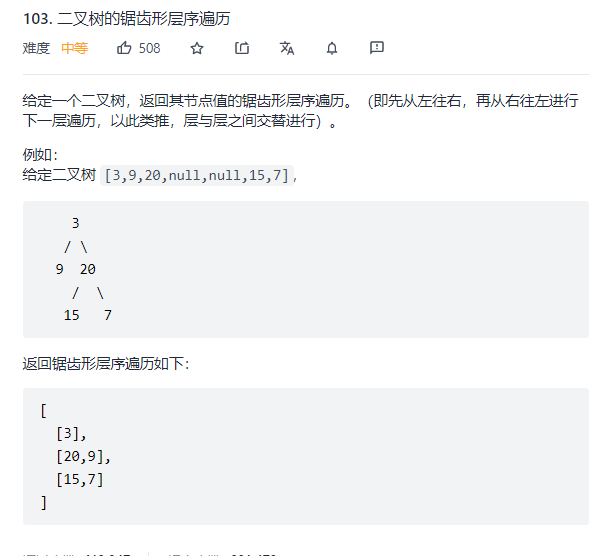 103. 二叉树的锯齿形层序遍历
难度 中等 508
给定一个二叉树，返回其节点值的锯齿形层序遍历。（即先从左往右，再从右往左进行
下一层遍历，以此类推，层与层之间交替进行）。
例如：
给定二叉树 [3,9,20,null,null,15,7],
3
/ \
9 20
/ \
15 7
返回锯齿形层序遍历如下：
[
[3],
[20,9],
[15,7]
]